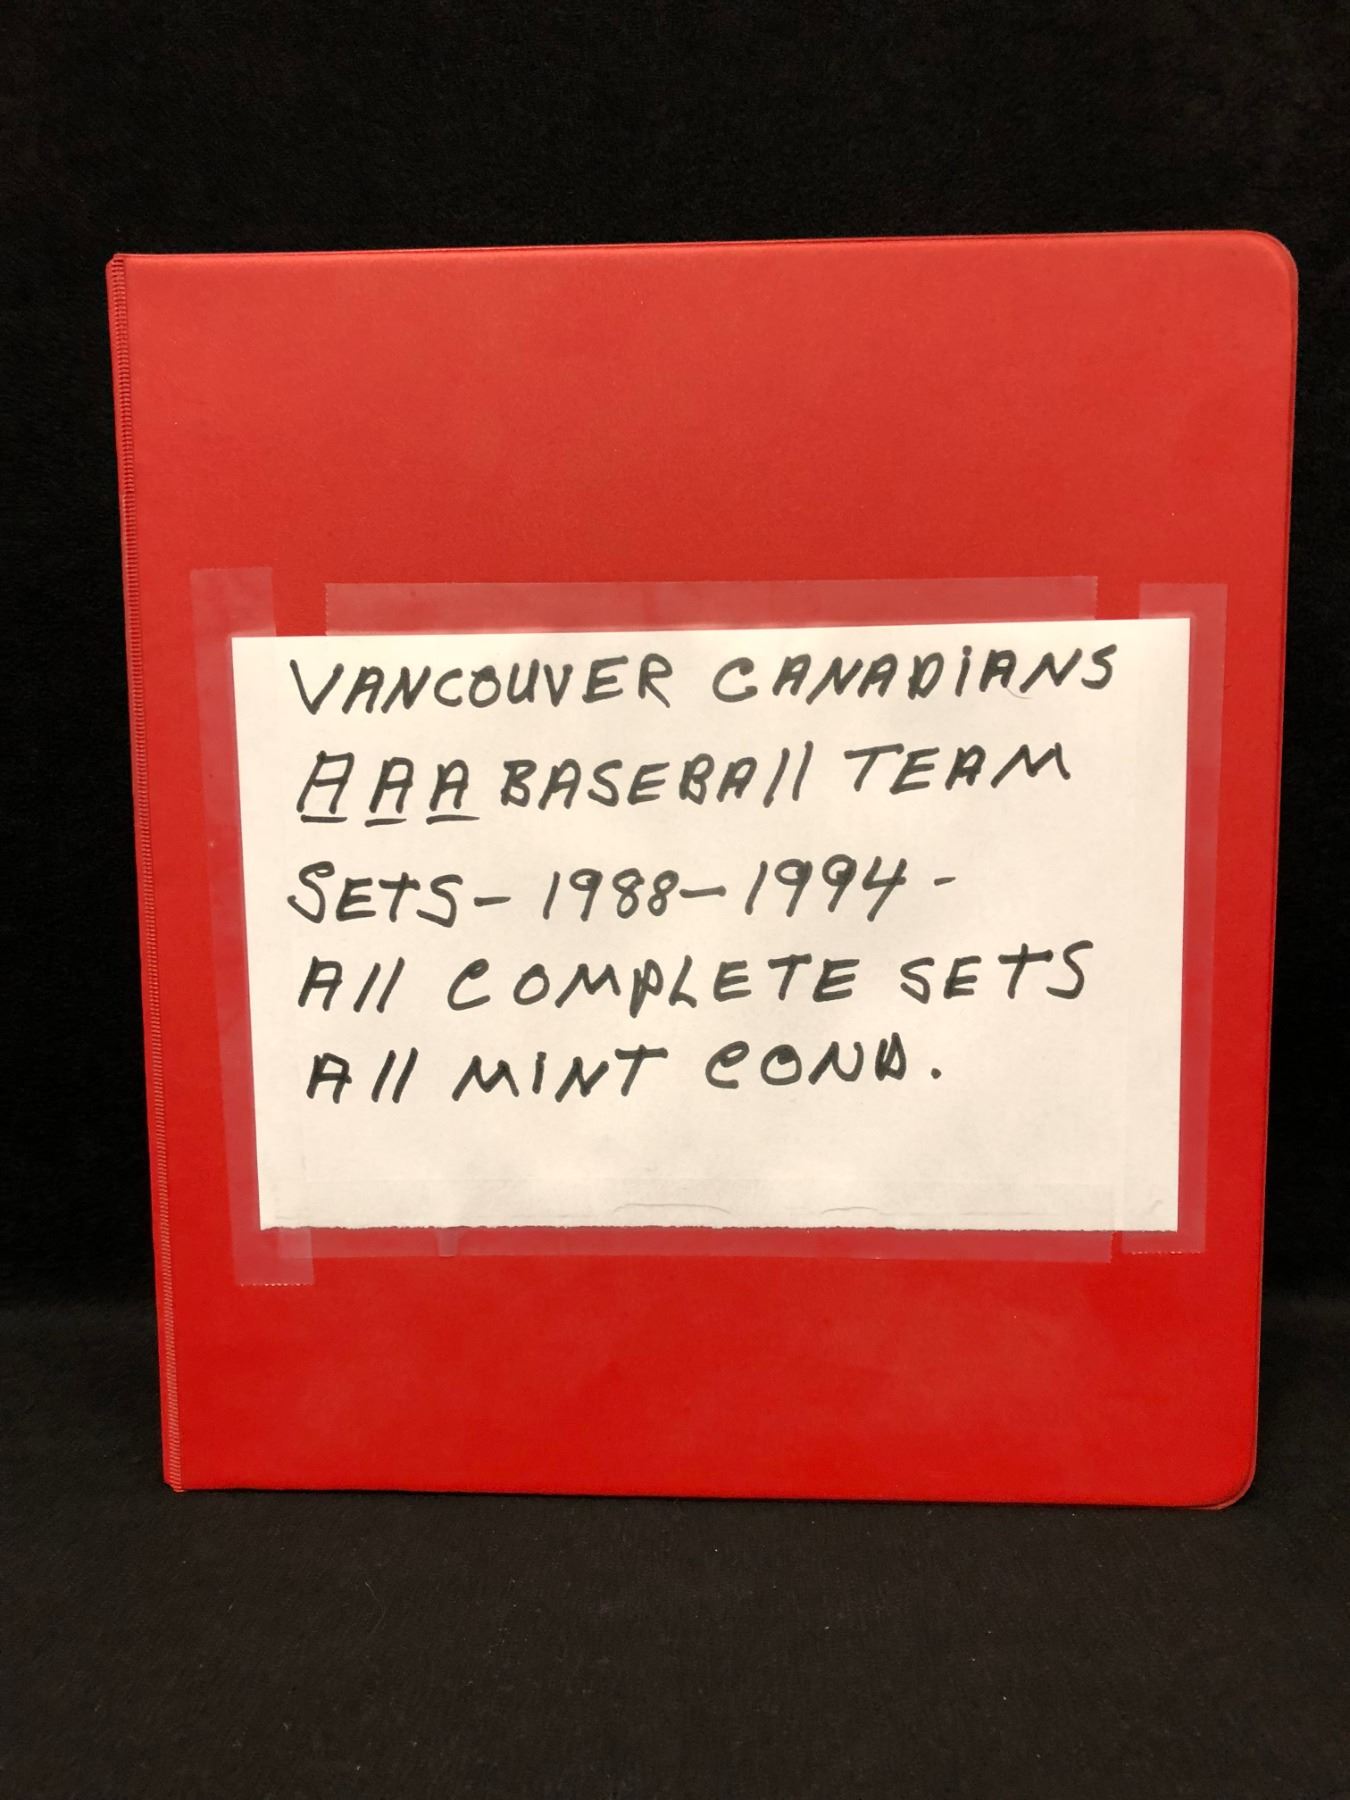 VANCOUVER CANADiANS
AAA BASEBAll TEAM
SETS - 1988 - 1994 -
All COMPLETE SETS
All MINT COND.